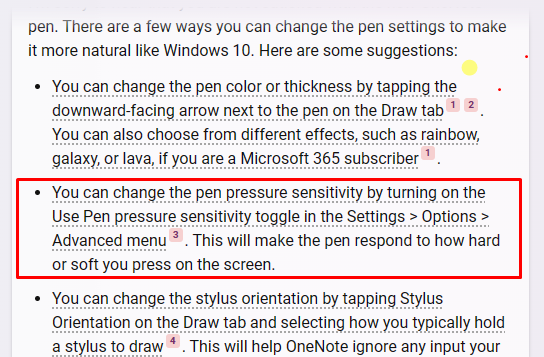 pen. There are a few ways you can change the pen settings to make
it more natural like Windows 10. Here are some suggestions:
• You can change the pen color or thickness by tapping the
downward-facing arrow next to the pen on the Draw tab 1 2 .
You can also choose from different effects, such as rainbow,
galaxy, or lava, if you are a Microsoft 365 subscriber 1 .
• You can change the pen pressure sensitivity by turning on the
Use Pen pressure sensitivity toggle in the Settings > Options >
Advanced menu 3 . This will make the pen respond to how hard
or soft you press on the screen.
• You can change the stylus orientation by tapping Stylus
Orientation on the Draw tab and selecting how you typically hold
a stylus to draw 4 . This will help OneNote ignore any input your